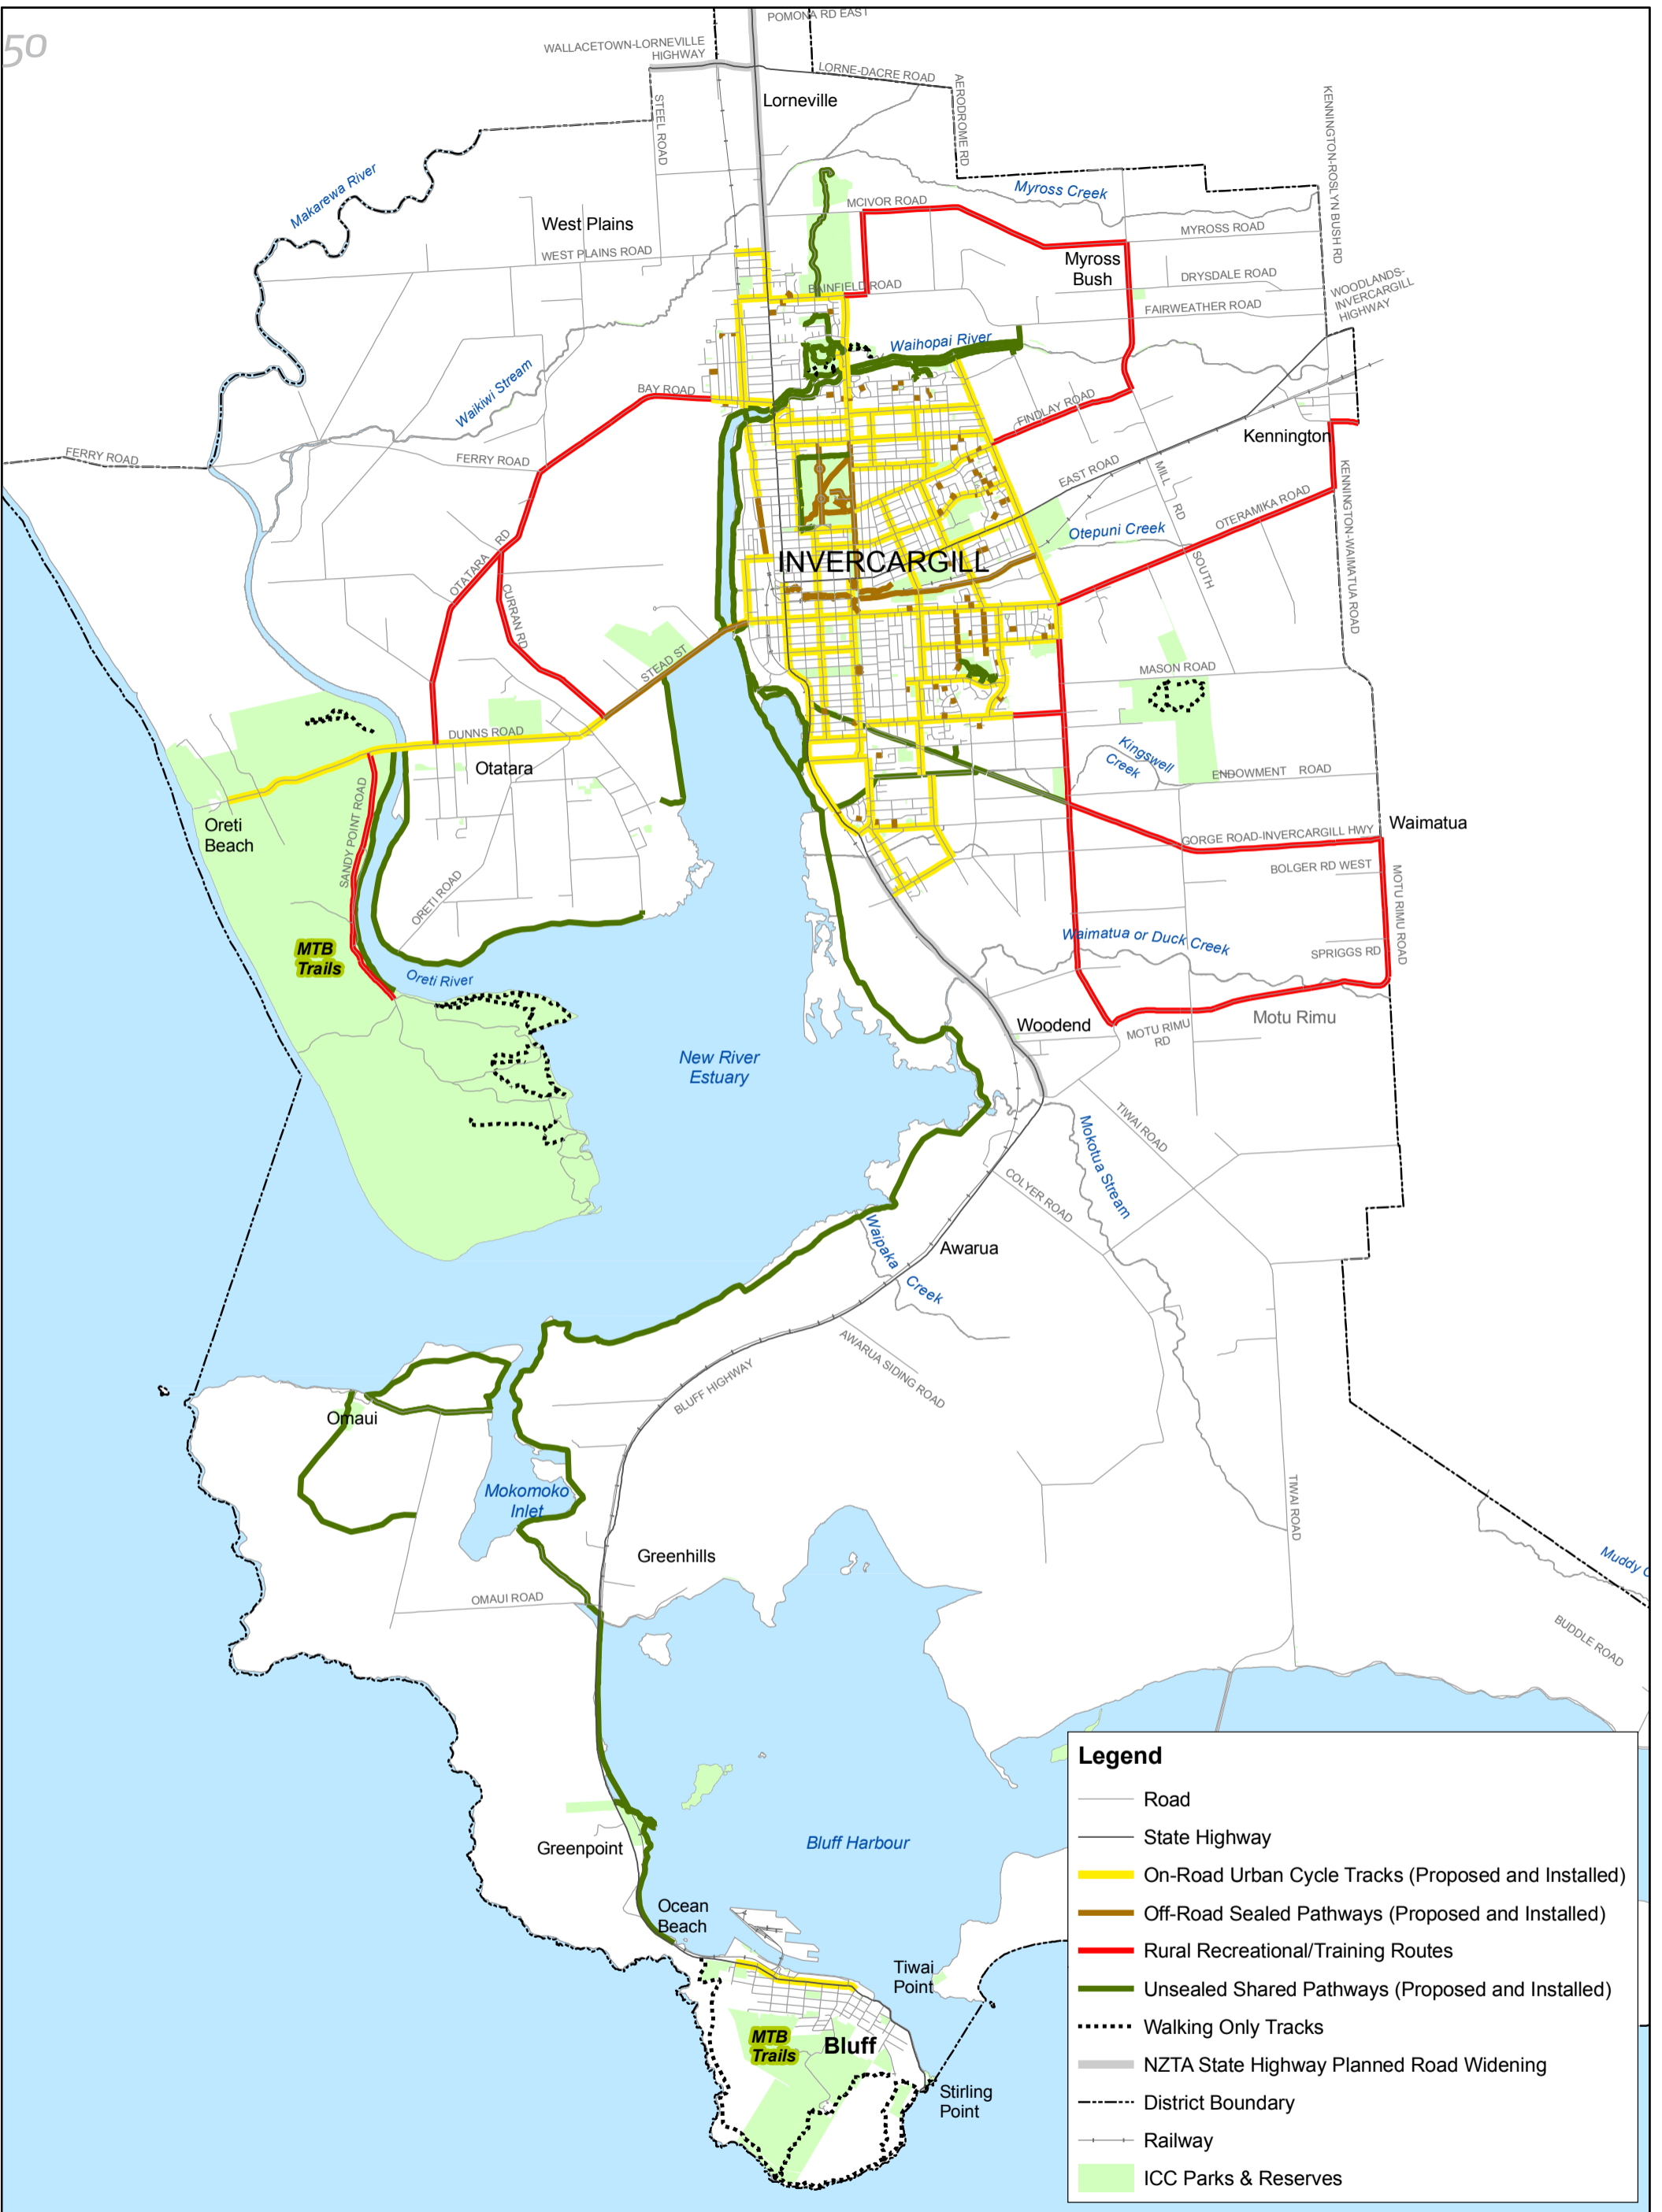 50
POMONA RD EAST
WALLACETOWN-LORNEVILLE
HIGHWAY
LORNE-DACRE ROAD
Lorneville
STEEL ROAD
AERODROME RD
KENNINGTON-ROSLYN BUSH RD
Makarewa River
Myross Creek
MCIVOR ROAD
West Plains
WEST PLAINS ROAD
MYROSS ROAD
Myross
Bush
DRYSDALE ROAD
BAINFIELD ROAD
FAIRWEATHER ROAD
WOODLANDS-
INVERCARGILL
HIGHWAY
Waihopai River
Waikiwi Stream
BAY ROAD
FINDLAY ROAD
Kennington
FERRY ROAD
FERRY ROAD
EAST ROAD
MILL RD
SOUTH
OTERAMIKA ROAD
KENNINGTON-WAIMATUA ROAD
Otepuni Creek
INVERCARGILL
OTATARA RD
CURRAN RD
STEAD ST
MASON ROAD
DUNNS ROAD
Otatara
Kingswell
Creek
ENDOWMENT ROAD
SANDY POINT ROAD
Oreti
Beach
Waimatua
GORGE ROAD-INVERCARGILL HWY
BOLGER RD WEST
MOTU RIMU ROAD
ORETI ROAD
MTB
Trails
Waimatua or Duck Creek
SPRIGGS RD
Oreti River
Woodend
MOTU RIMU
RD
Motu Rimu
New River
Estuary
TIWAI ROAD
Mokotua Stream
COLYER ROAD
Waipaka Creek
Awarua
AWARUA SIDING ROAD
BLUFF HIGHWAY
Omaui
Mokomoko
Inlet
TIWAI ROAD
Greenhills
Muddy C
OMAUI ROAD
BUDDLE ROAD
Bluff Harbour
Greenpoint
Ocean
Beach
Tiwai
Point
MTB
Trails
Bluff
Stirling
Point
Legend
Road
State Highway
On-Road Urban Cycle Tracks (Proposed and Installed)
Off-Road Sealed Pathways (Proposed and Installed)
Rural Recreational/Training Routes
Unsealed Shared Pathways (Proposed and Installed)
Walking Only Tracks
NZTA State Highway Planned Road Widening
District Boundary
Railway
ICC Parks & Reserves